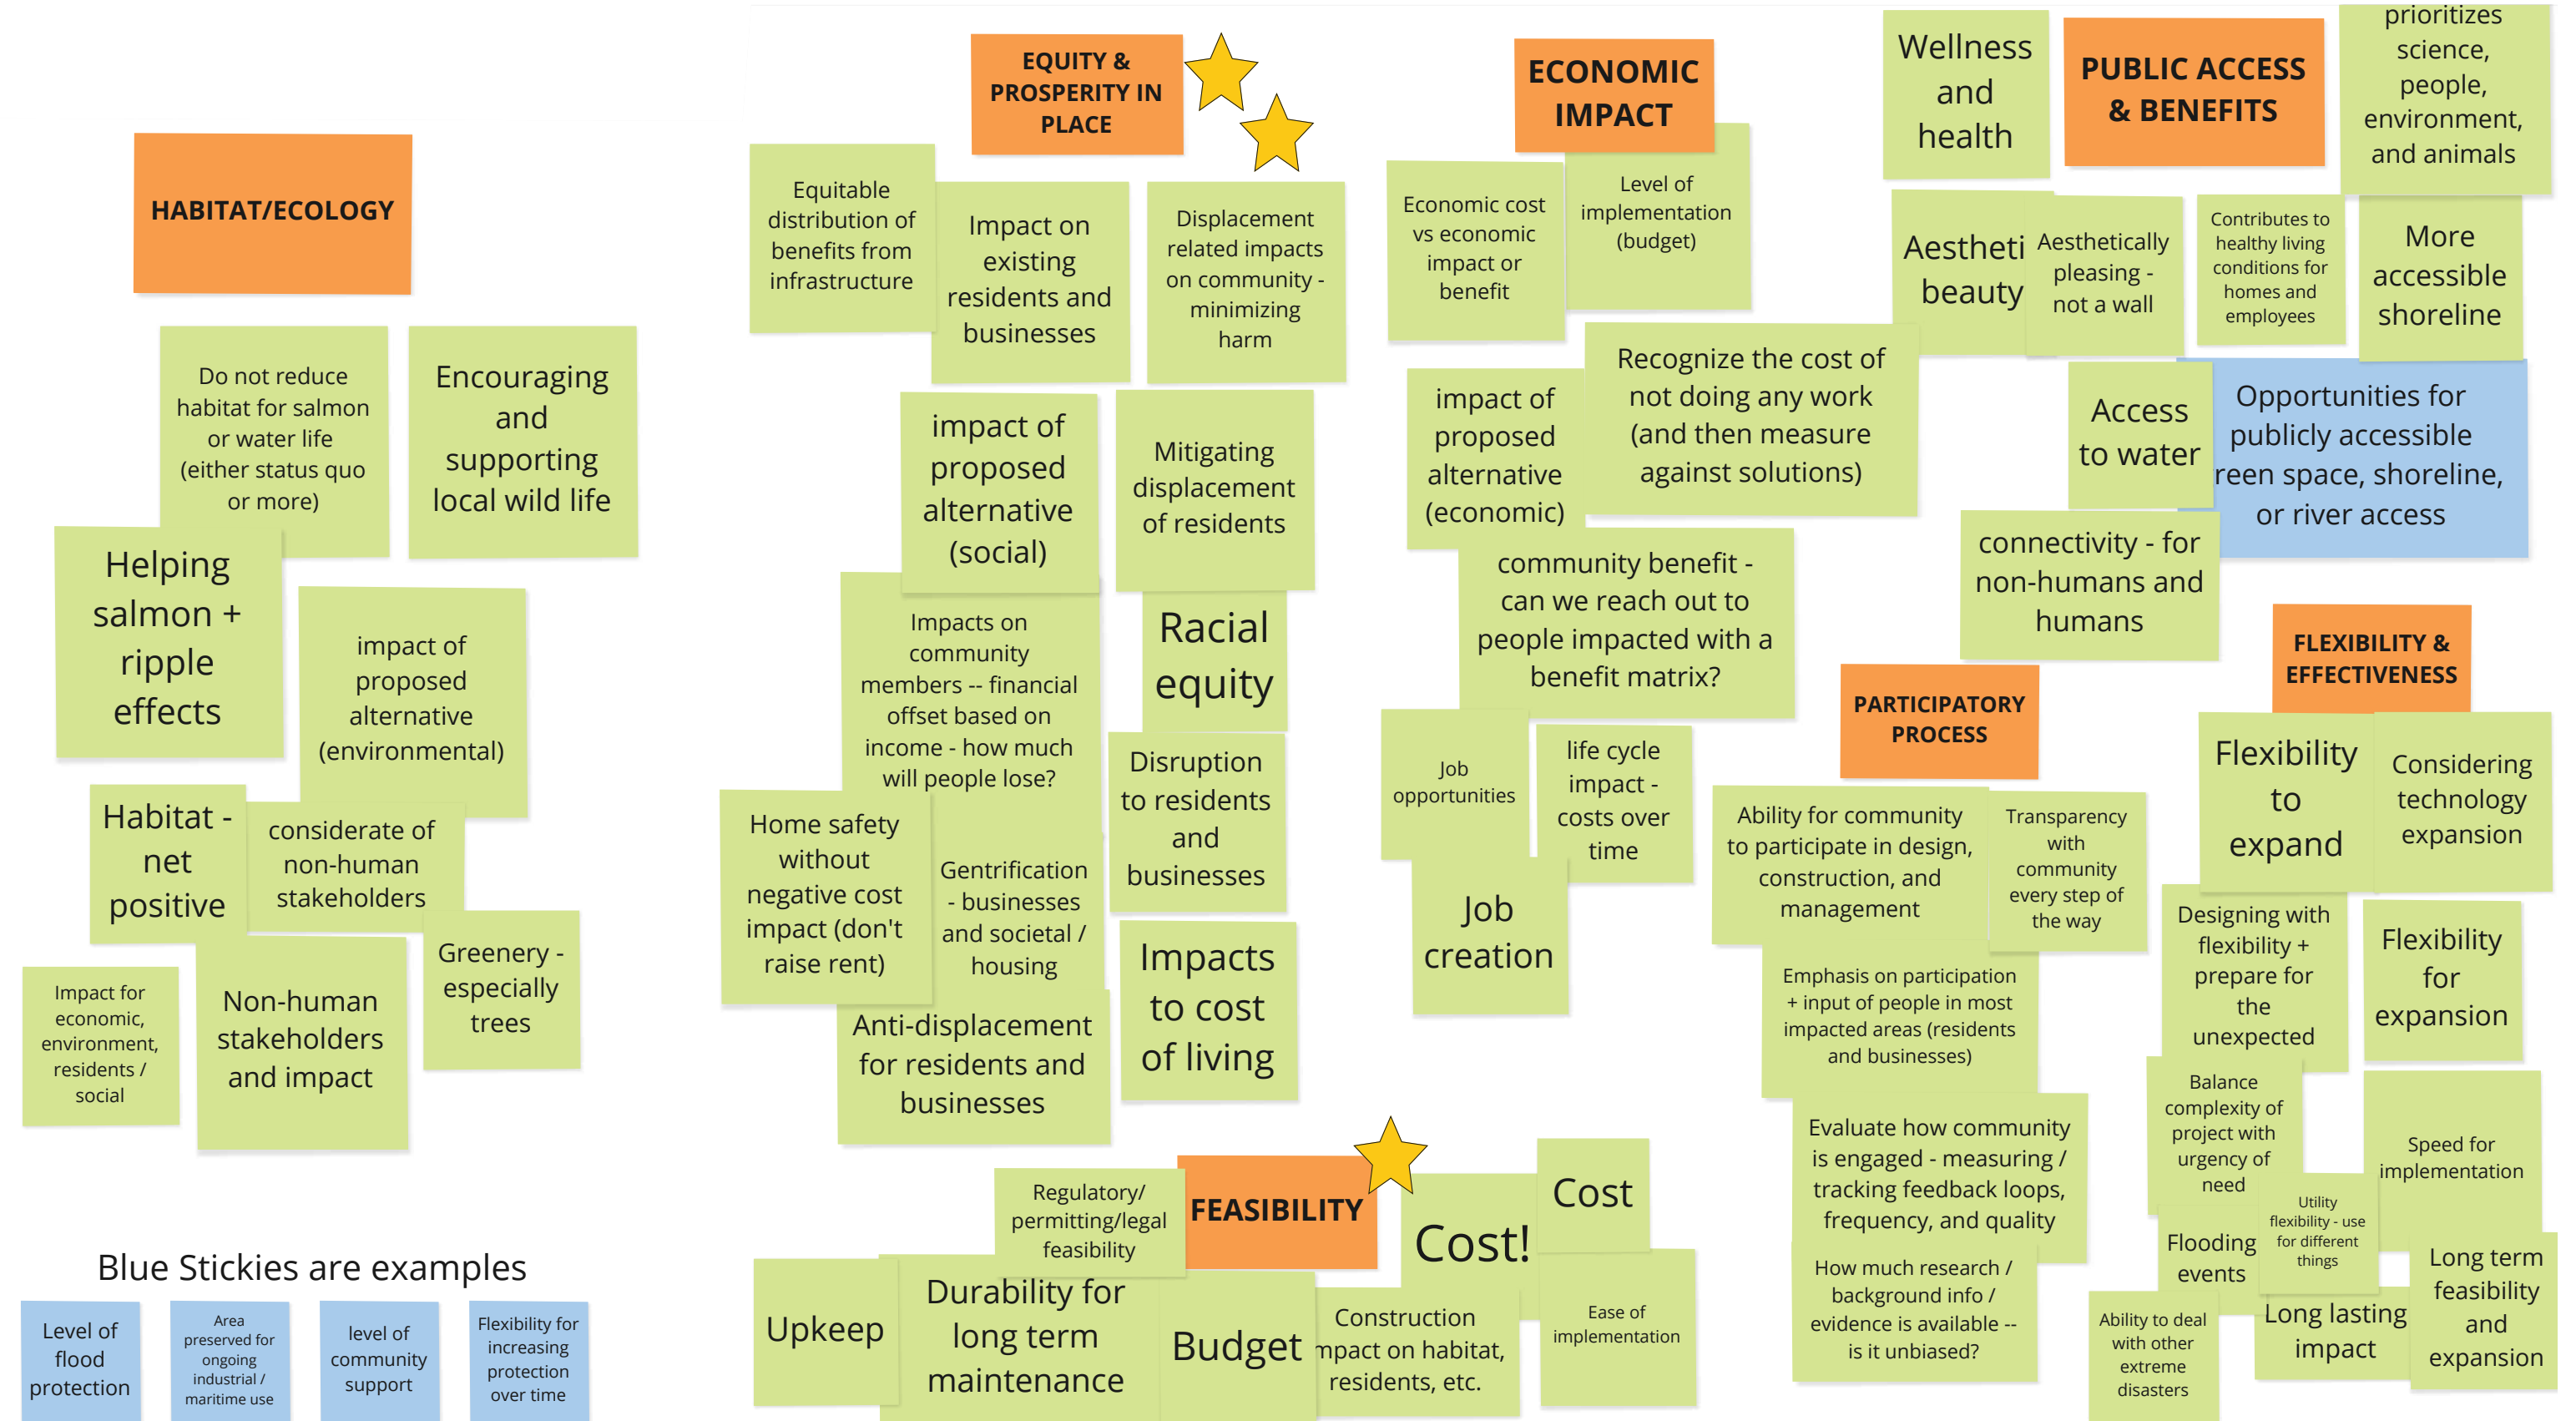 HABITAT/ECOLOGY
Do not reduce
habitat for salmon
or water life
(either status quo
or more)
Encouraging
and
supporting
local wild life
Helping
salmon +
ripple
effects
impact of
proposed
alternative
(environmental)
Habitat -
net
positive
considerate of
non-human
stakeholders
Greenery -
especially
trees
Impact for
economic,
environment,
residents /
social
Non-human
stakeholders
and impact
Blue Stickies are examples
Level of
flood
protection
Area
preserved for
ongoing
industrial /
maritime use
level of
community
support
Flexibility for
increasing
protection
over time
EQUITY &
PROSPERITY IN
PLACE
Equitable
distribution of
benefits from
infrastructure
Impact on
existing
residents and
businesses
Displacement
related impacts
on community -
minimizing
harm
impact of
proposed
alternative
(social)
Mitigating
displacement
of residents
Impacts on
community
members -- financial
offset based on
income - how much
will people lose?
Racial
equity
Disruption
to residents
and
businesses
Home safety
without
negative cost
impact (don't
raise rent)
Gentrification
- businesses
and societal /
housing
Anti-displacement
for residents and
businesses
Impacts
to cost
of living
FEASIBILITY
Regulatory/
permitting/legal
feasibility
Cost!
Cost
Upkeep
Durability for
long term
maintenance
Budget
Construction
mpact on habitat,
residents, etc.
Ease of
implementation
ECONOMIC
IMPACT
Economic cost
vs economic
impact or
benefit
Level of
implementation
(budget)
impact of
proposed
alternative
(economic)
Recognize the cost of
not doing any work
(and then measure
against solutions)
community benefit -
can we reach out to
people impacted with a
benefit matrix?
Job
opportunities
life cycle
impact -
costs over
time
Job
creation
PUBLIC ACCESS
& BENEFITS
Wellness
and
health
prioritizes
science,
people,
environment,
and animals
Aestheti
beauty
Aesthetically
pleasing -
not a wall
Contributes to
healthy living
conditions for
homes and
employees
More
accessible
shoreline
Access
to water
Opportunities for
publicly accessible
reen space, shoreline,
or river access
connectivity - for
non-humans and
humans
PARTICIPATORY
PROCESS
Ability for community
to participate in design,
construction, and
management
Transparency
with
community
every step of
the way
Emphasis on participation
+ input of people in most
impacted areas (residents
and businesses)
Evaluate how community
is engaged - measuring /
tracking feedback loops,
frequency, and quality
How much research /
background info /
evidence is available --
is it unbiased?
FLEXIBILITY &
EFFECTIVENESS
Flexibility
to
expand
Considering
technology
expansion
Designing with
flexibility +
prepare for
the
unexpected
Flexibility
for
expansion
Balance
complexity of
project with
urgency of
need
Speed for
implementation
Utility
flexibility - use
for different
things
Flooding
events
Long term
feasibility
and
expansion
Long lasting
impact
Ability to deal
with other
extreme
disasters